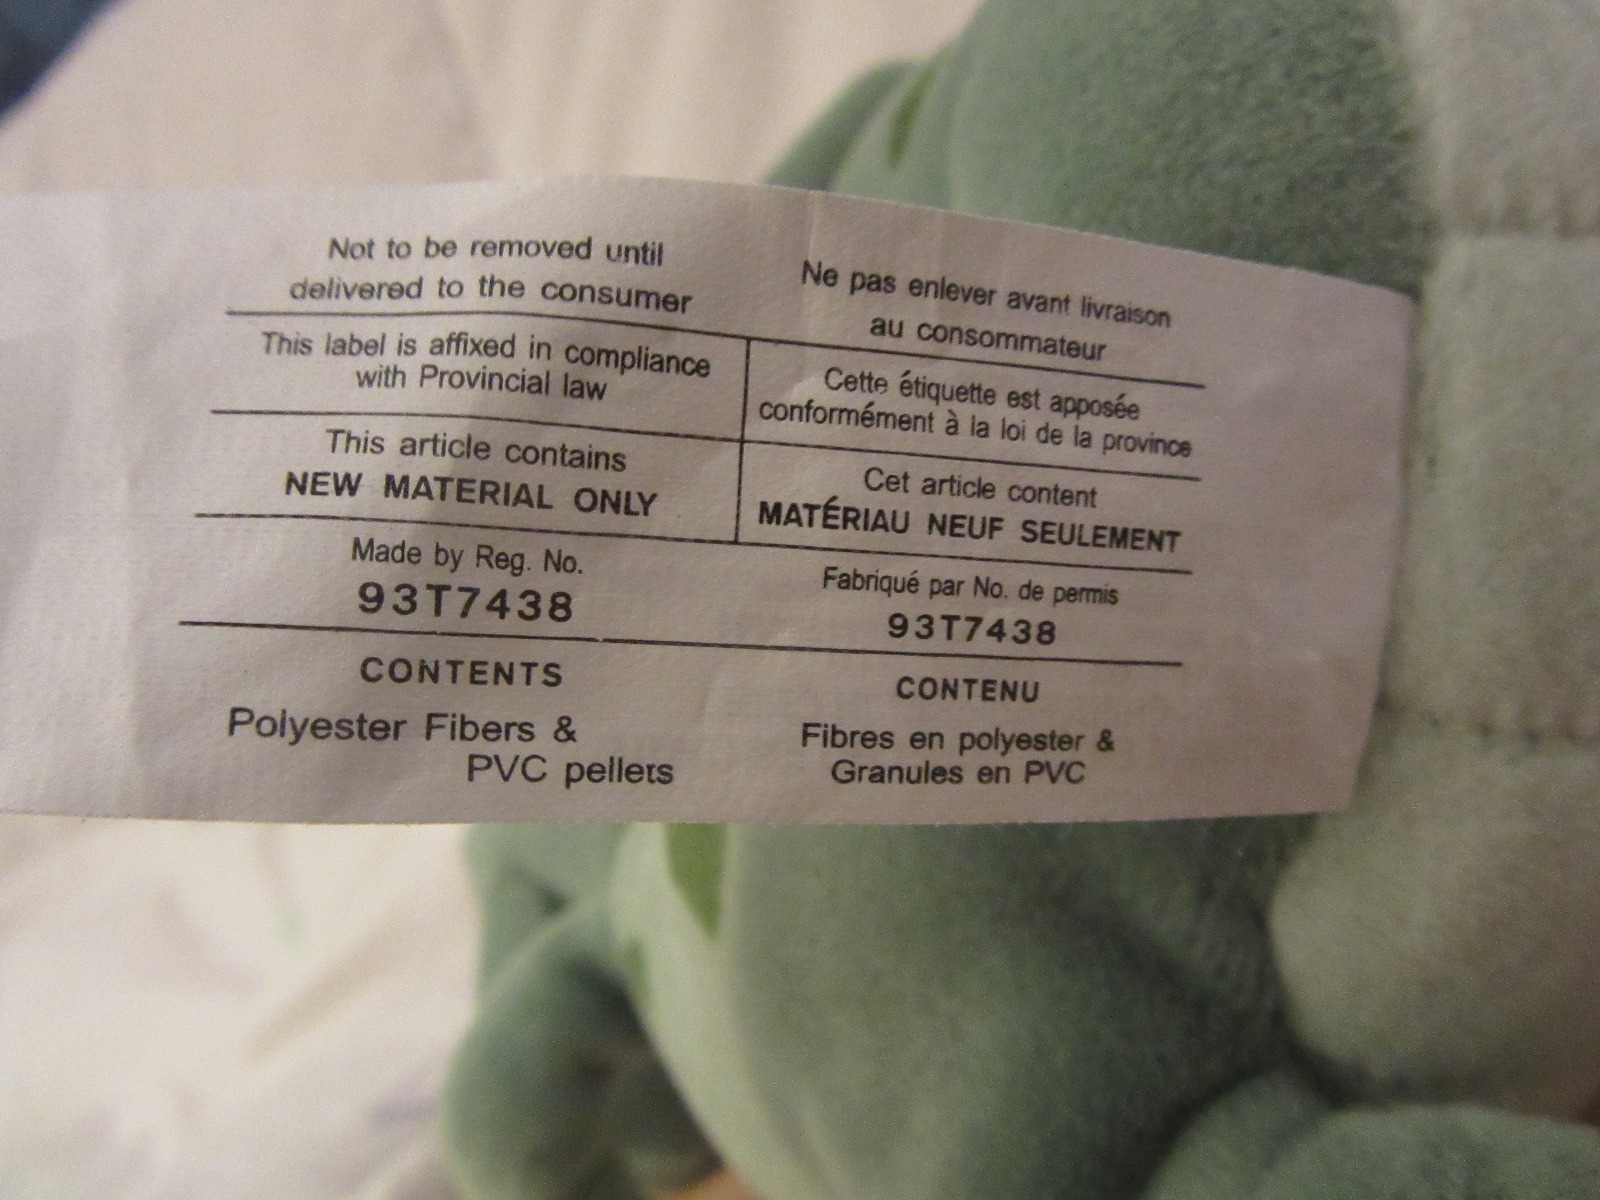 Not to be removed until
delivered to the consumer
Ne pas enlever avant livraison
au consommateur
This label is affixed in compliance
with Provincial law
Cette étiquette est apposée
conformément à la loi de la province
This article contains
NEW MATERIAL ONLY
Cet article content
MATÉRIAU NEUF SEULEMENT
Made by Reg. No.
93T7438
Fabriqué par No. de permis
93T7438
CONTENTS
Polyester Fibers &
PVC pellets
CONTENU
Fibres en polyester &
Granules en PVC